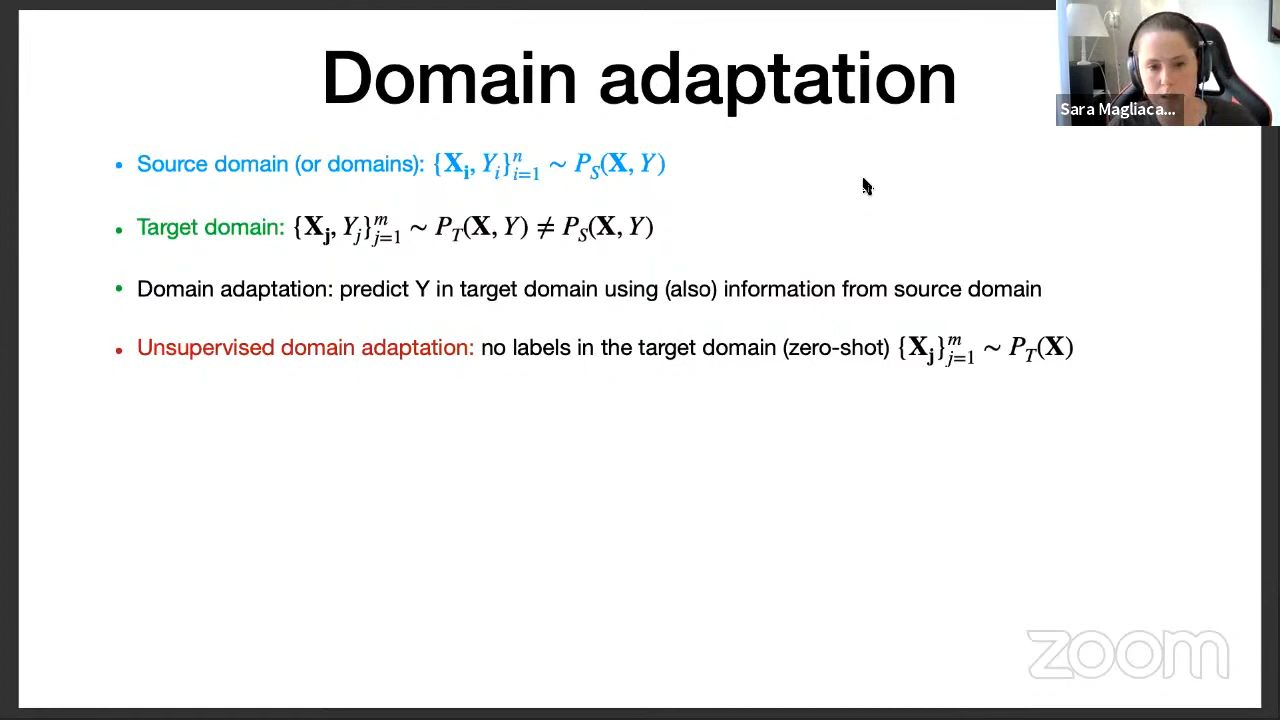 Domain adaptation
Sara Magliaca...
• Source domain (or domains): {𝐗ᵢ, Yᵢ}ⁿᵢ₌₁ ∼ P_S(𝐗, Y)
• Target domain: {𝐗ⱼ, Yⱼ}ᵐⱼ₌₁ ∼ P_T(𝐗, Y) ≠ P_S(𝐗, Y)
• Domain adaptation: predict Y in target domain using (also) information from source domain
• Unsupervised domain adaptation: no labels in the target domain (zero-shot) {𝐗ⱼ}ᵐⱼ₌₁ ∼ P_T(𝐗)
zoom